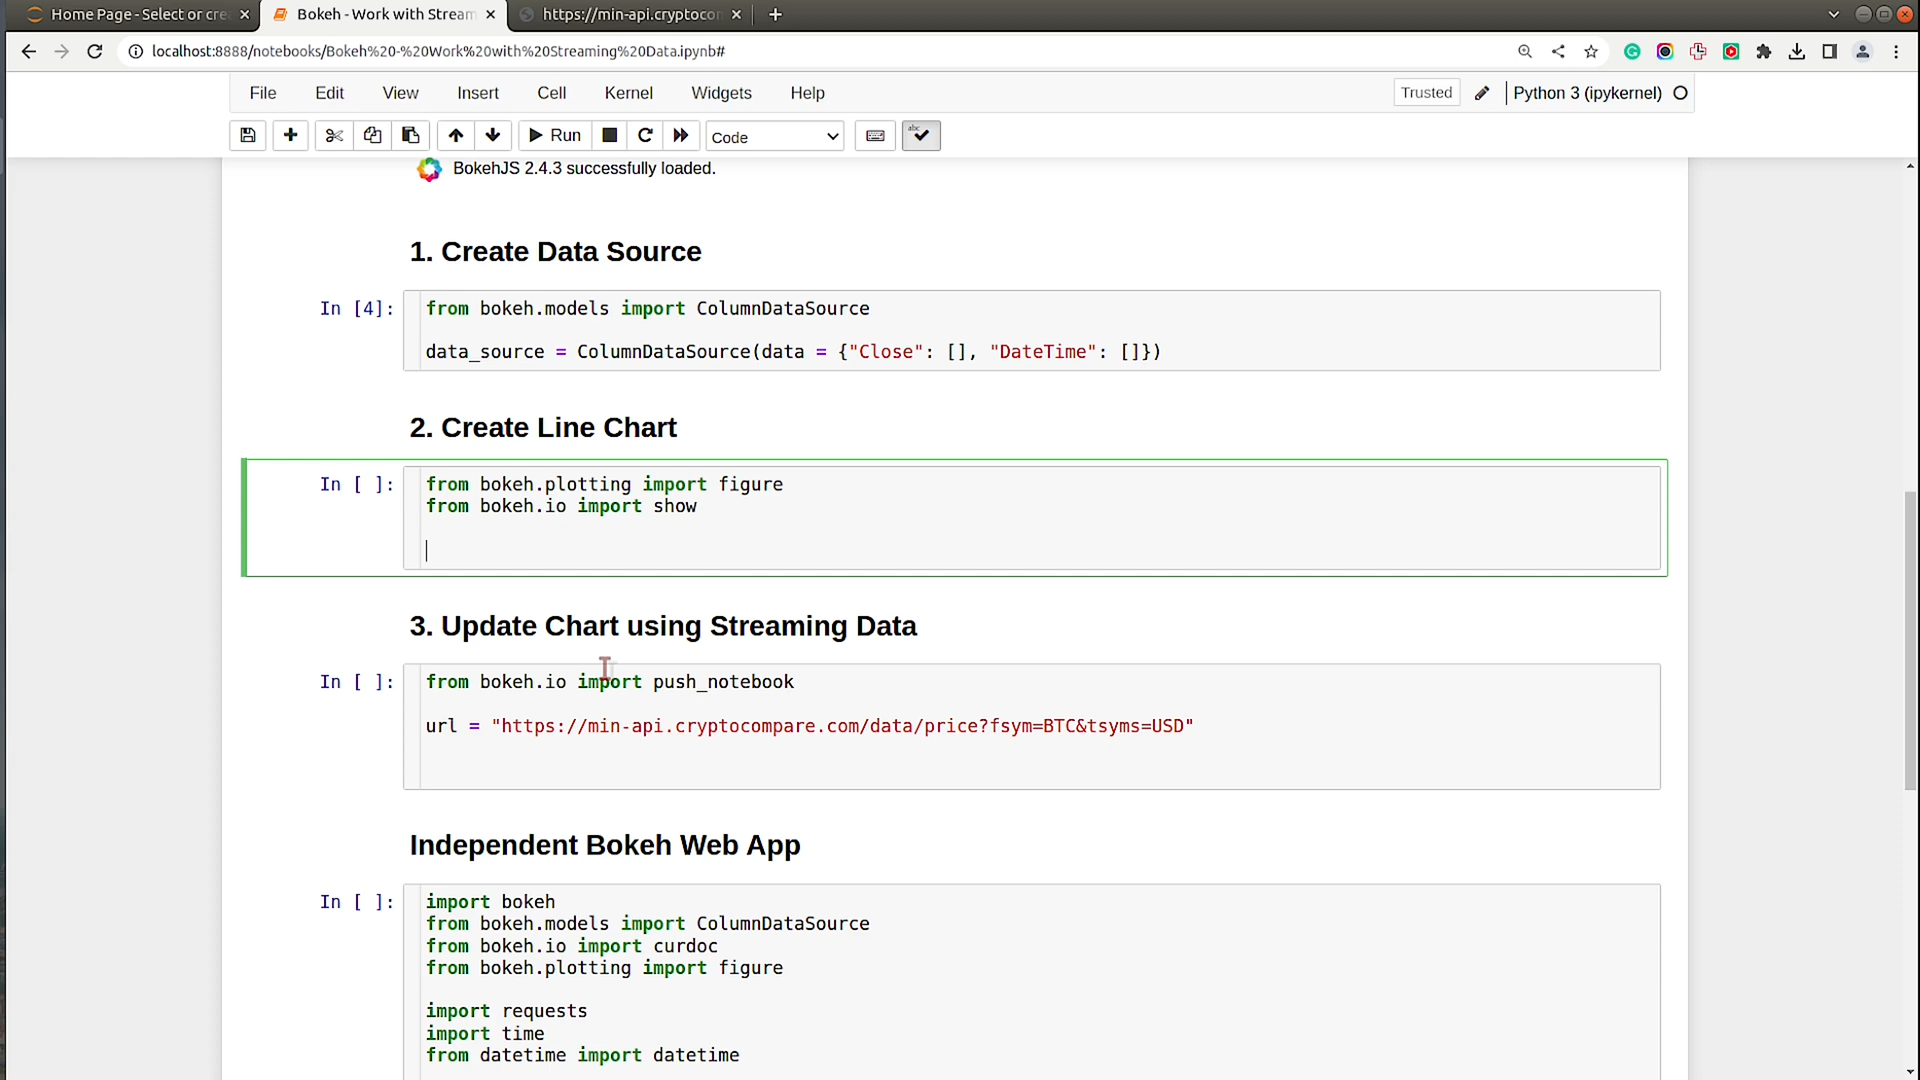 Home Page - Select or cre
Bokeh - Work with Stream
https://min-api.cryptocon
localhost:8888/notebooks/Bokeh%20-%20Work%20with%20Streaming%20Data.ipynb#
File Edit View Insert Cell Kernel Widgets Help
Trusted
Python 3 (ipykernel)
Run
Code
abc
BokehJS 2.4.3 successfully loaded.
1. Create Data Source
In [4]:
from bokeh.models import ColumnDataSource
data_source = ColumnDataSource(data = {"Close": [], "DateTime": []})
2. Create Line Chart
In [ ]:
from bokeh.plotting import figure
from bokeh.io import show
3. Update Chart using Streaming Data
In [ ]:
from bokeh.io import push_notebook
url = "https://min-api.cryptocompare.com/data/price?fsym=BTC&tsyms=USD"
Independent Bokeh Web App
In [ ]:
import bokeh
from bokeh.models import ColumnDataSource
from bokeh.io import curdoc
from bokeh.plotting import figure
import requests
import time
from datetime import datetime